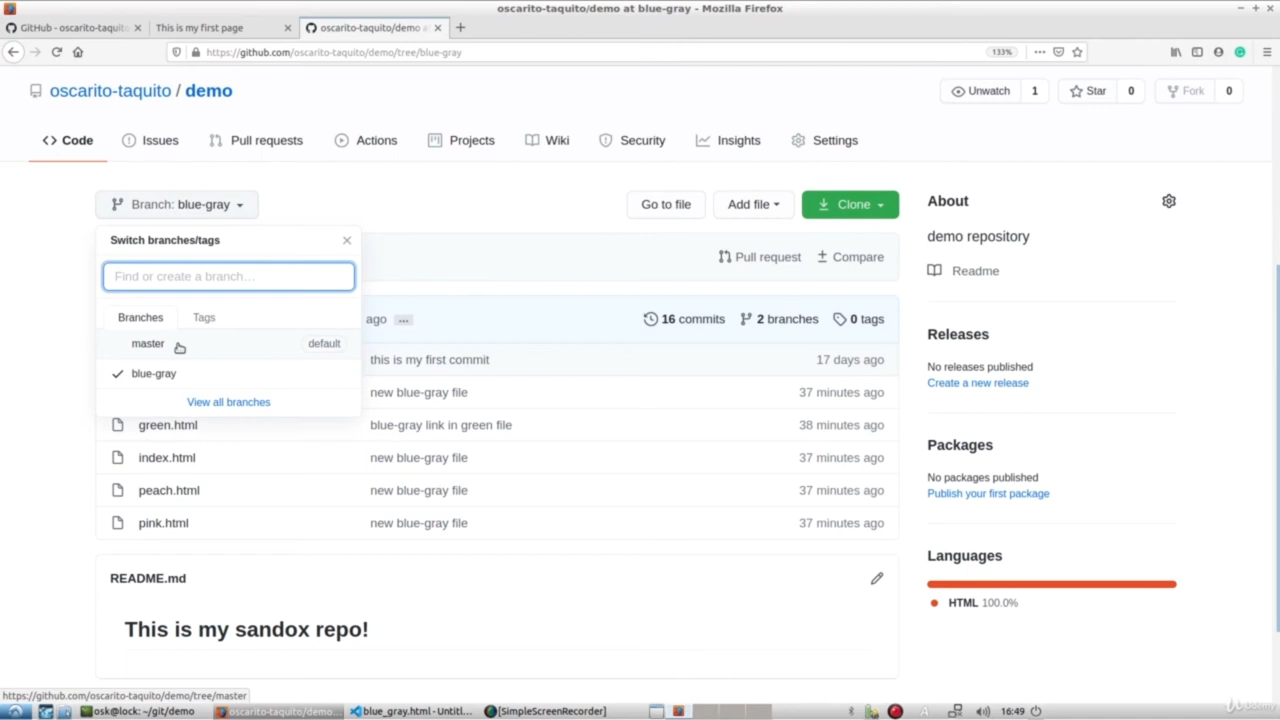 oscarito-taquito/demo at blue-gray - Mozilla Firefox
GitHub - oscarito-taquito
This is my first page
oscarito-taquito/demo a
https://github.com/oscarito-taquito/demo/tree/blue-gray
133%
oscarito-taquito / demo
Unwatch 1
Star 0
Fork 0
Code
Issues
Pull requests
Actions
Projects
Wiki
Security
Insights
Settings
Branch: blue-gray
Go to file
Add file
Clone
About
Switch branches/tags
demo repository
Find or create a branch…
Pull request
Compare
Readme
Branches
Tags
ago ...
16 commits
2 branches
0 tags
master
default
Releases
this is my first commit
17 days ago
No releases published
blue-gray
Create a new release
new blue-gray file
37 minutes ago
View all branches
green.html
blue-gray link in green file
38 minutes ago
Packages
index.html
new blue-gray file
37 minutes ago
No packages published
peach.html
new blue-gray file
37 minutes ago
Publish your first package
pink.html
new blue-gray file
37 minutes ago
Languages
README.md
HTML 100.0%
This is my sandox repo!
https://github.com/oscarito-taquito/demo/tree/master
osk@lock: ~/git/demo
oscarito-taquito/demo...
blue_gray.html - Untitl...
[SimpleScreenRecorder]
A
16:49
Udemy